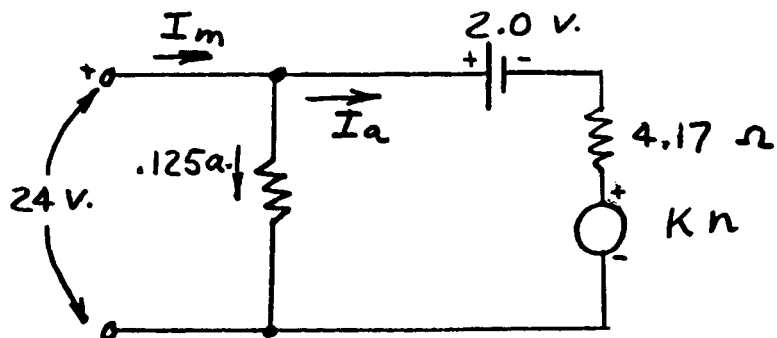 Im
2.0 v.
+
+ -
Ia
.125a.
4.17 Ω
24 v.
+
Kn
-